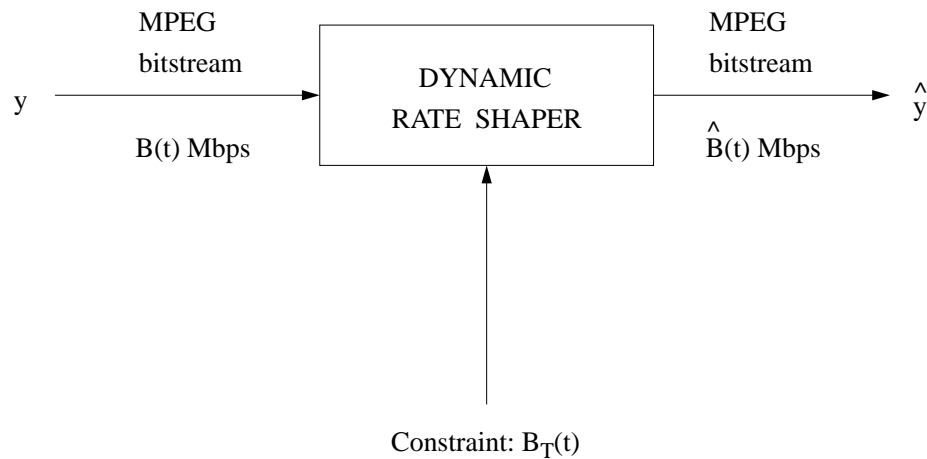 MPEG
bitstream
y
B(t) Mbps
DYNAMIC
RATE SHAPER
MPEG
bitstream
ŷ
B̂(t) Mbps
Constraint: B_T(t)